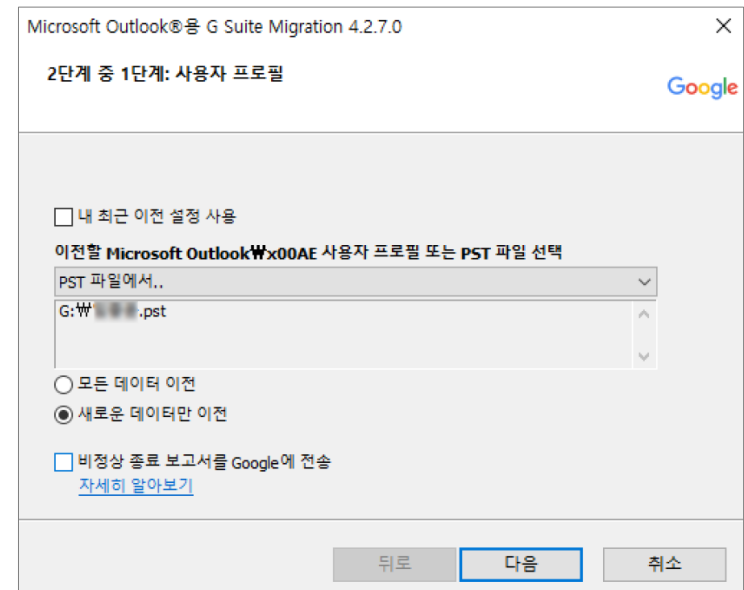 Microsoft Outlook®용 G Suite Migration 4.2.7.0
2단계 중 1단계: 사용자 프로필
Google
내 최근 이전 설정 사용
이전할 Microsoft Outlook₩x00AE 사용자 프로필 또는 PST 파일 선택
PST 파일에서..
G:₩ .pst
모든 데이터 이전
새로운 데이터만 이전
비정상 종료 보고서를 Google에 전송
자세히 알아보기
뒤로
다음
취소